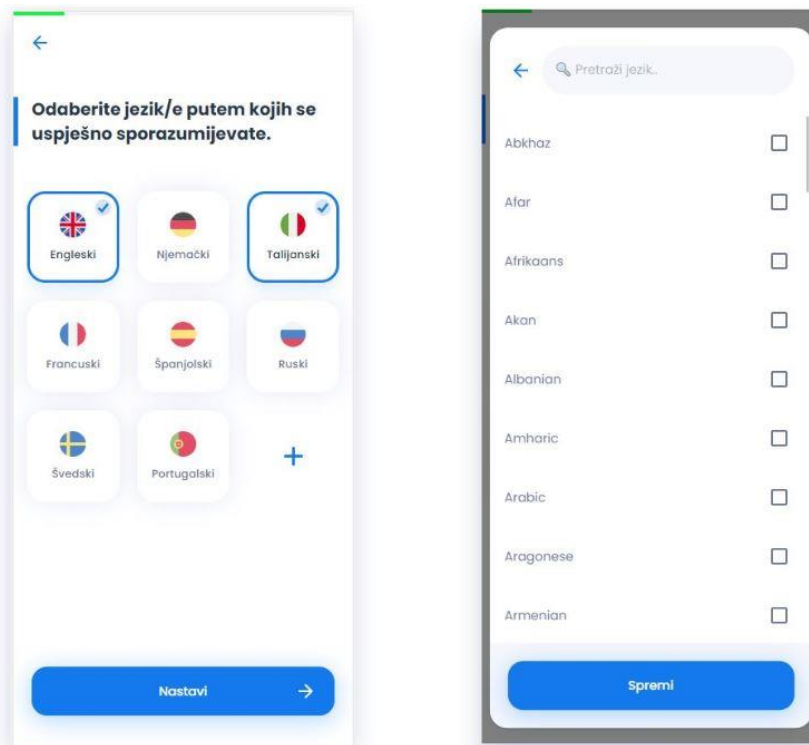 Odaberite jezik/e putem kojih se
uspješno sporazumijevate.
Engleski
Njemački
Talijanski
Francuski
Španjolski
Ruski
Švedski
Portugalski
Nastavi
Pretraži jezik..
Abkhaz
Afar
Afrikaans
Akan
Albanian
Amharic
Arabic
Aragonese
Armenian
Spremi